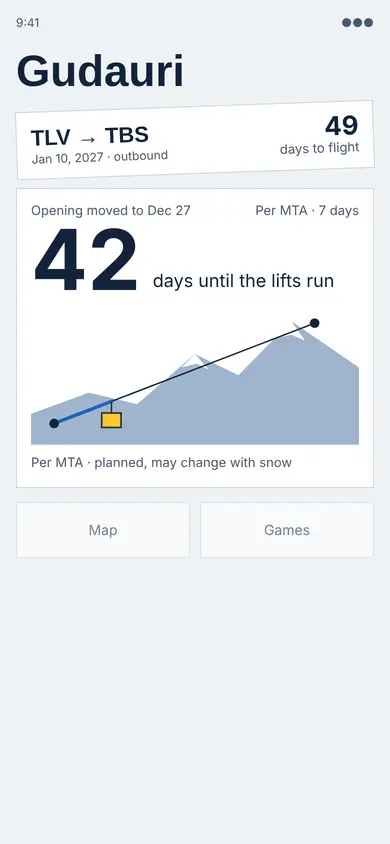 9:41
Gudauri
TLV → TBS
49
Jan 10, 2027 · outbound
days to flight
Opening moved to Dec 27
Per MTA · 7 days
42 days until the lifts run
Per MTA · planned, may change with snow
Map
Games